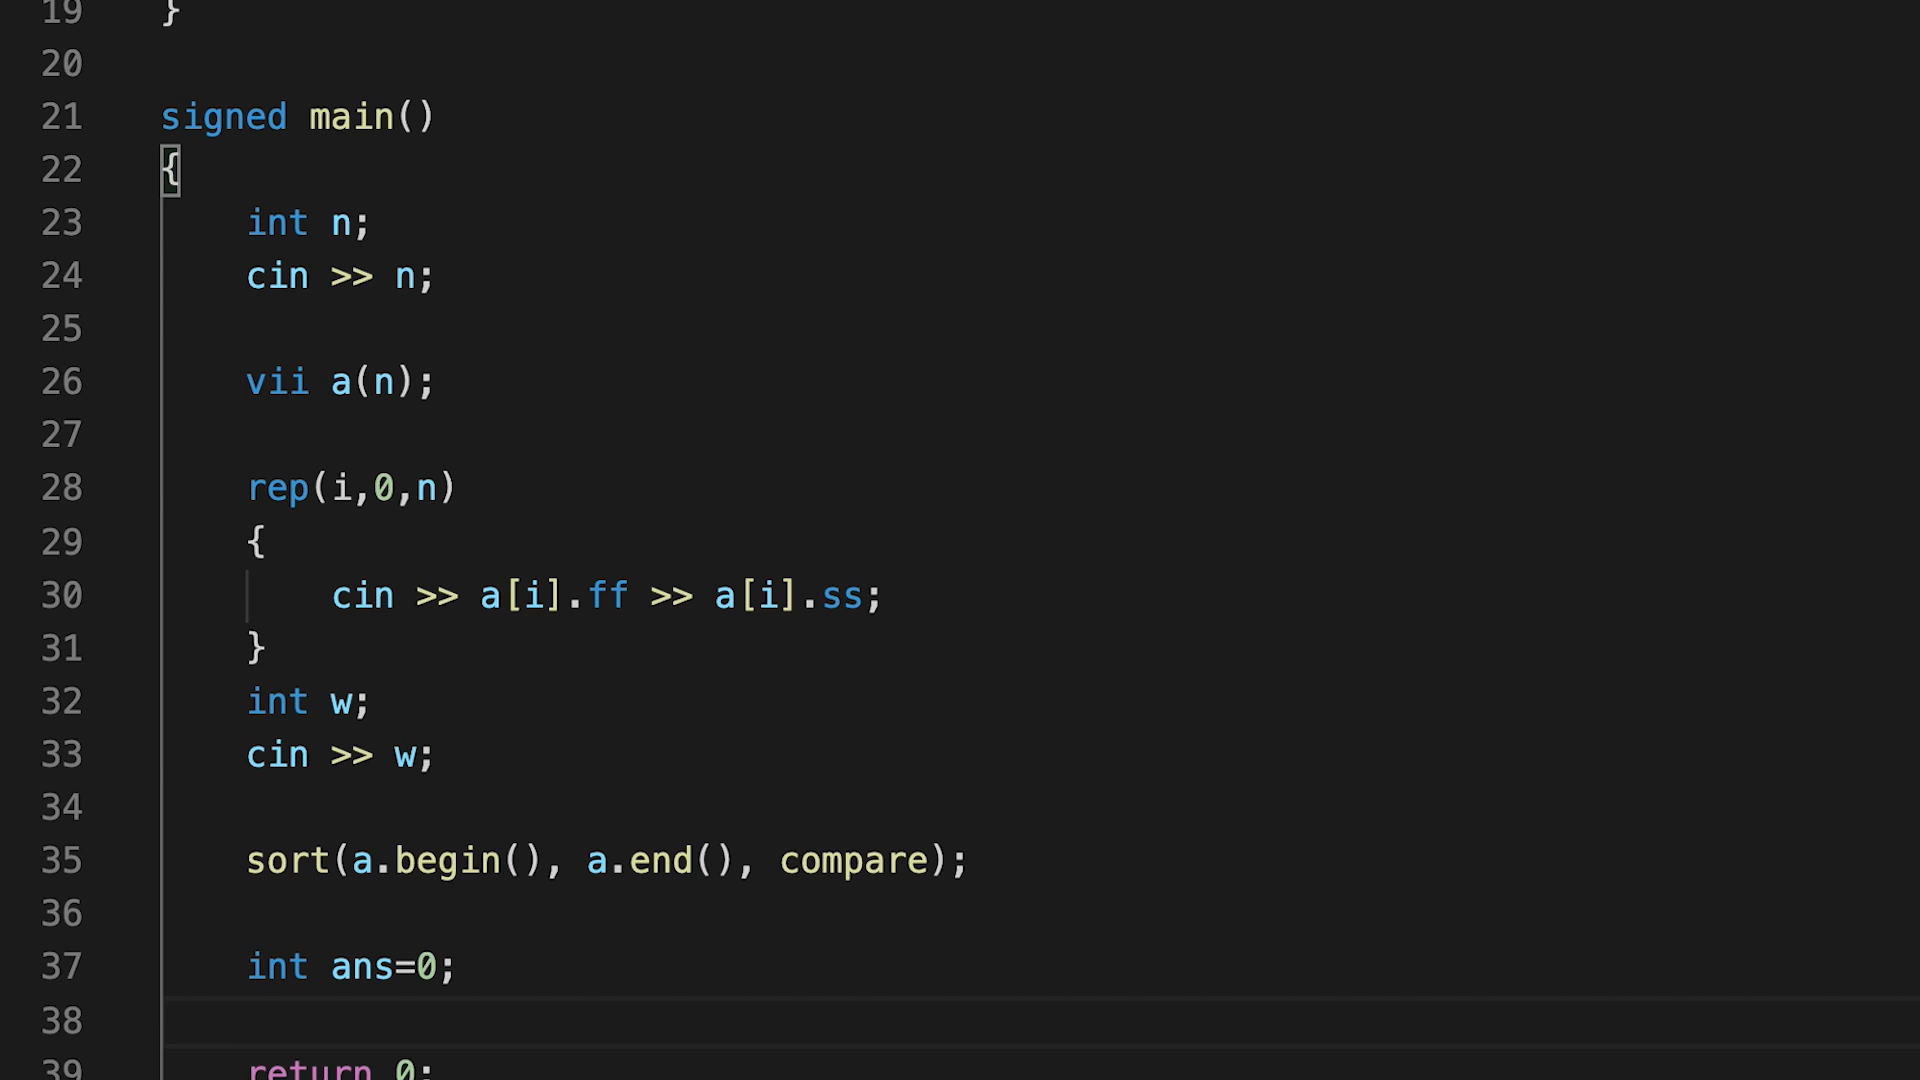 19 }
20
21 signed main()
22 {
23 int n;
24 cin >> n;
25
26 vii a(n);
27
28 rep(i,0,n)
29 {
30 cin >> a[i].ff >> a[i].ss;
31 }
32 int w;
33 cin >> w;
34
35 sort(a.begin(), a.end(), compare);
36
37 int ans=0;
38
39 return 0;